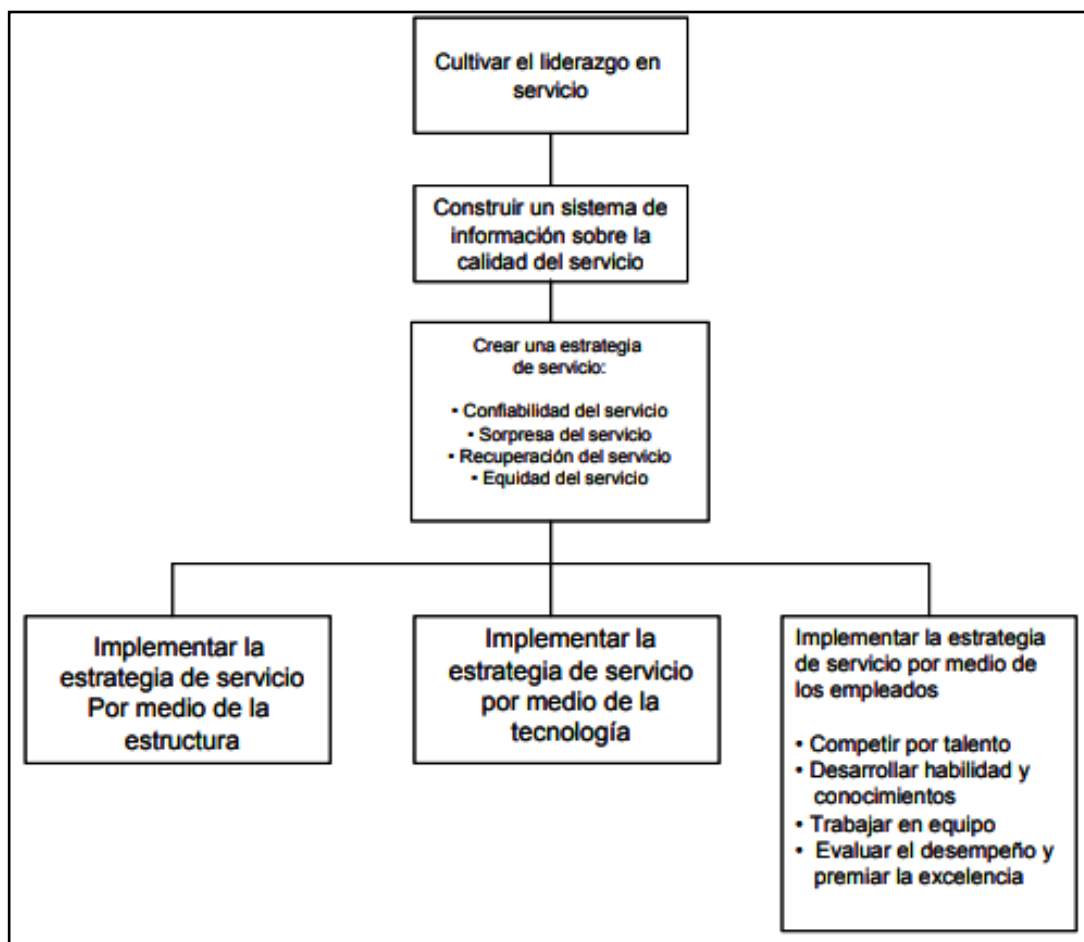 Cultivar el liderazgo en
servicio
Construir un sistema de
información sobre la
calidad del servicio
Crear una estrategia
de servicio:
• Confiabilidad del servicio
• Sorpresa del servicio
• Recuperación del servicio
• Equidad del servicio
Implementar la
estrategia de servicio
Por medio de la
estructura
Implementar la
estrategia de servicio
por medio de la
tecnología
Implementar la estrategia
de servicio por medio de
los empleados
• Competir por talento
• Desarrollar habilidad y
conocimientos
• Trabajar en equipo
• Evaluar el desempeño y
premiar la excelencia